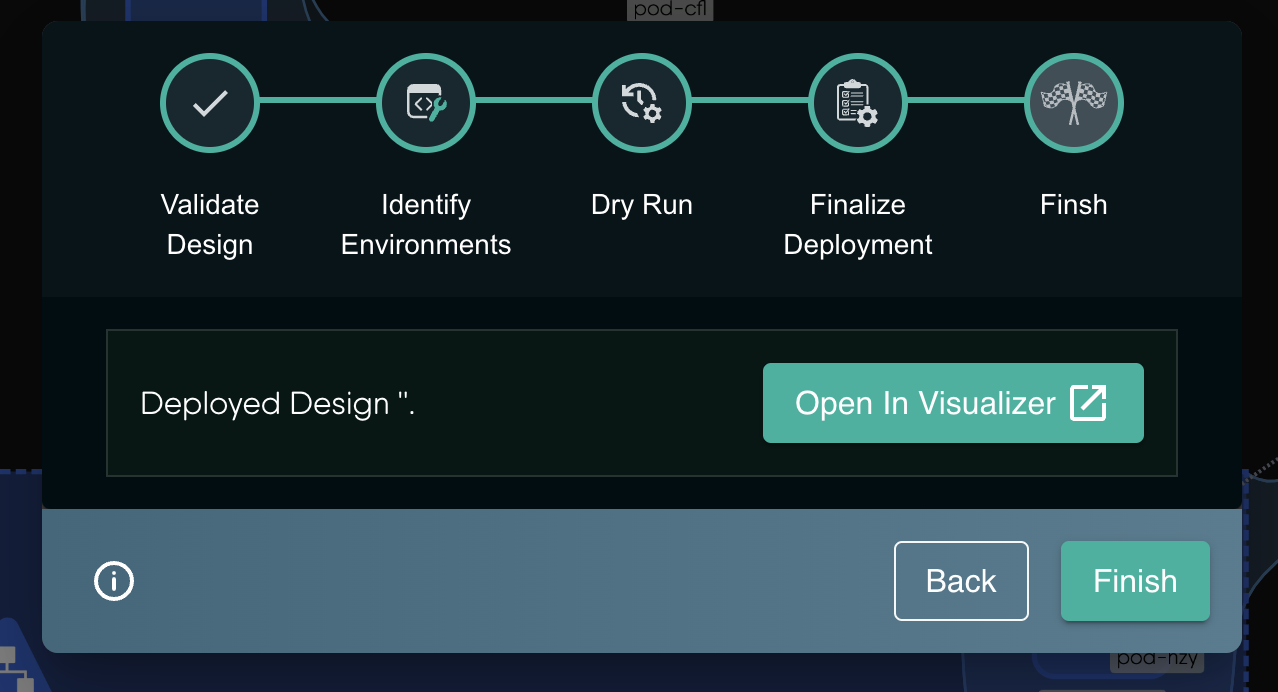 pod-cfl
Validate
Design
Identify
Environments
Dry Run
Finalize
Deployment
Finsh
Deployed Design ".
Open In Visualizer
Back
Finish
pod-nzy